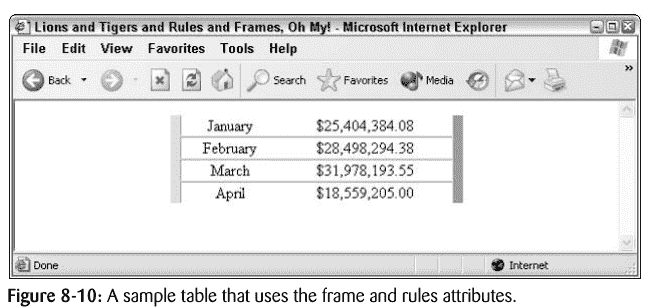 Lions and Tigers and Rules and Frames, Oh My! - Microsoft Internet Explorer
File Edit View Favorites Tools Help
Back Search Favorites Media »
January $25,404,384.08
February $28,498,294.38
March $31,978,193.55
April $18,559,205.00
Done Internet
Figure 8-10: A sample table that uses the frame and rules attributes.